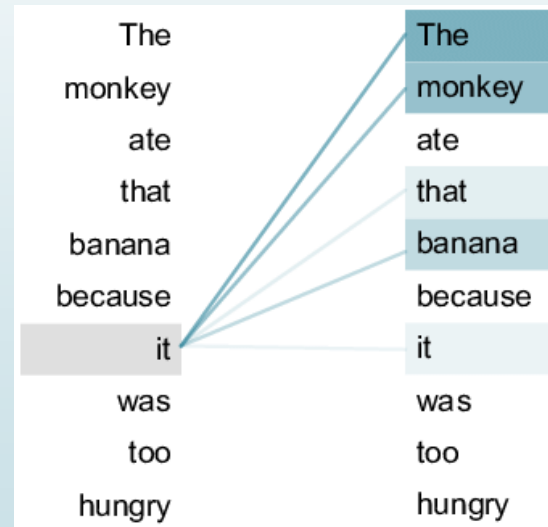 The The
monkey monkey
ate ate
that that
banana banana
because because
it it
was was
too too
hungry hungry